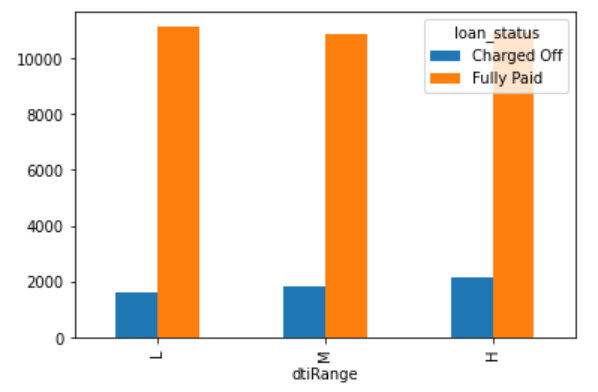 loan_status
Charged Off
Fully Paid
10000
8000
6000
4000
2000
0
L
M
H
dtiRange